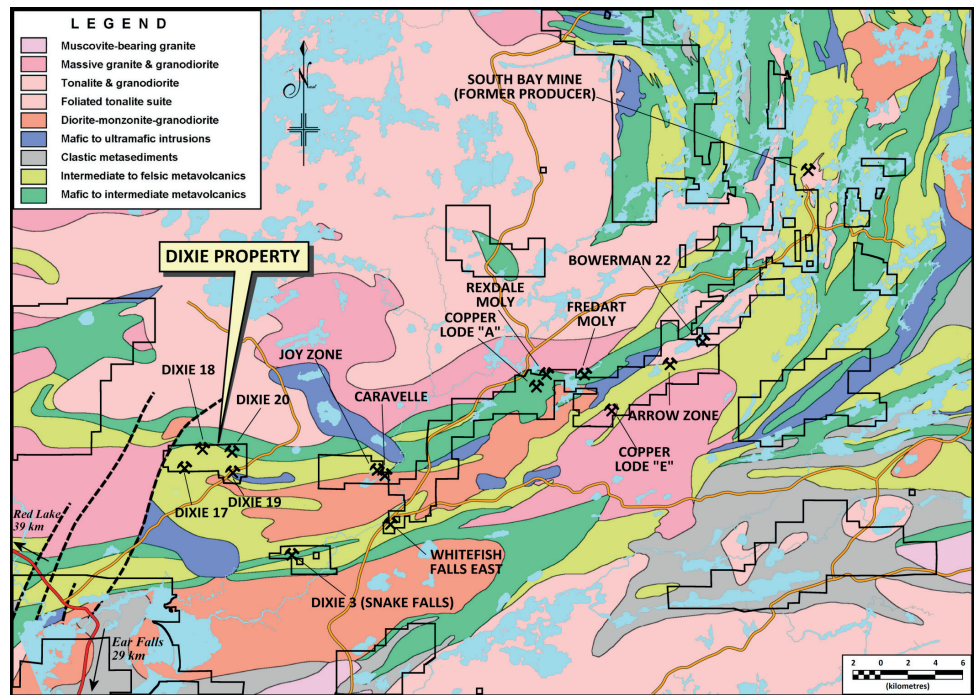 L E G E N D
Muscovite-bearing granite
Massive granite & granodiorite
Tonalite & granodiorite
Foliated tonalite suite
Diorite-monzonite-granodiorite
Mafic to ultramafic intrusions
Clastic metasediments
Intermediate to felsic metavolcanics
Mafic to intermediate metavolcanics
N
SOUTH BAY MINE
(FORMER PRODUCER)
DIXIE PROPERTY
BOWERMAN 22
REXDALE
MOLY
COPPER
LODE "A"
FREDART
MOLY
JOY ZONE
CARAVELLE
DIXIE 18
DIXIE 20
ARROW ZONE
COPPER
LODE "E"
DIXIE 17
DIXIE 19
Red Lake
39 km
WHITEFISH
FALLS EAST
DIXIE 3 (SNAKE FALLS)
Ear Falls
29 km
2 0 2 4 6
(kilometres)